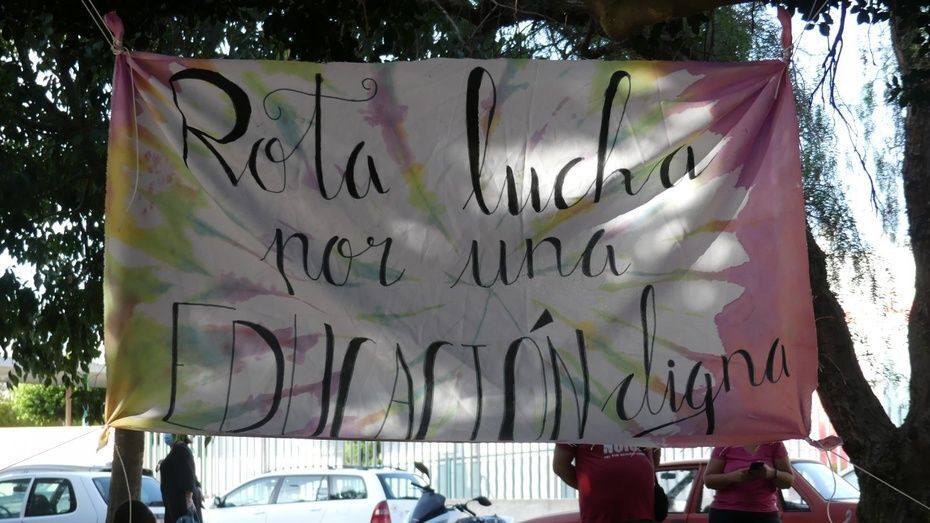 Rota lucha
por una
EDUCACIÓN digna